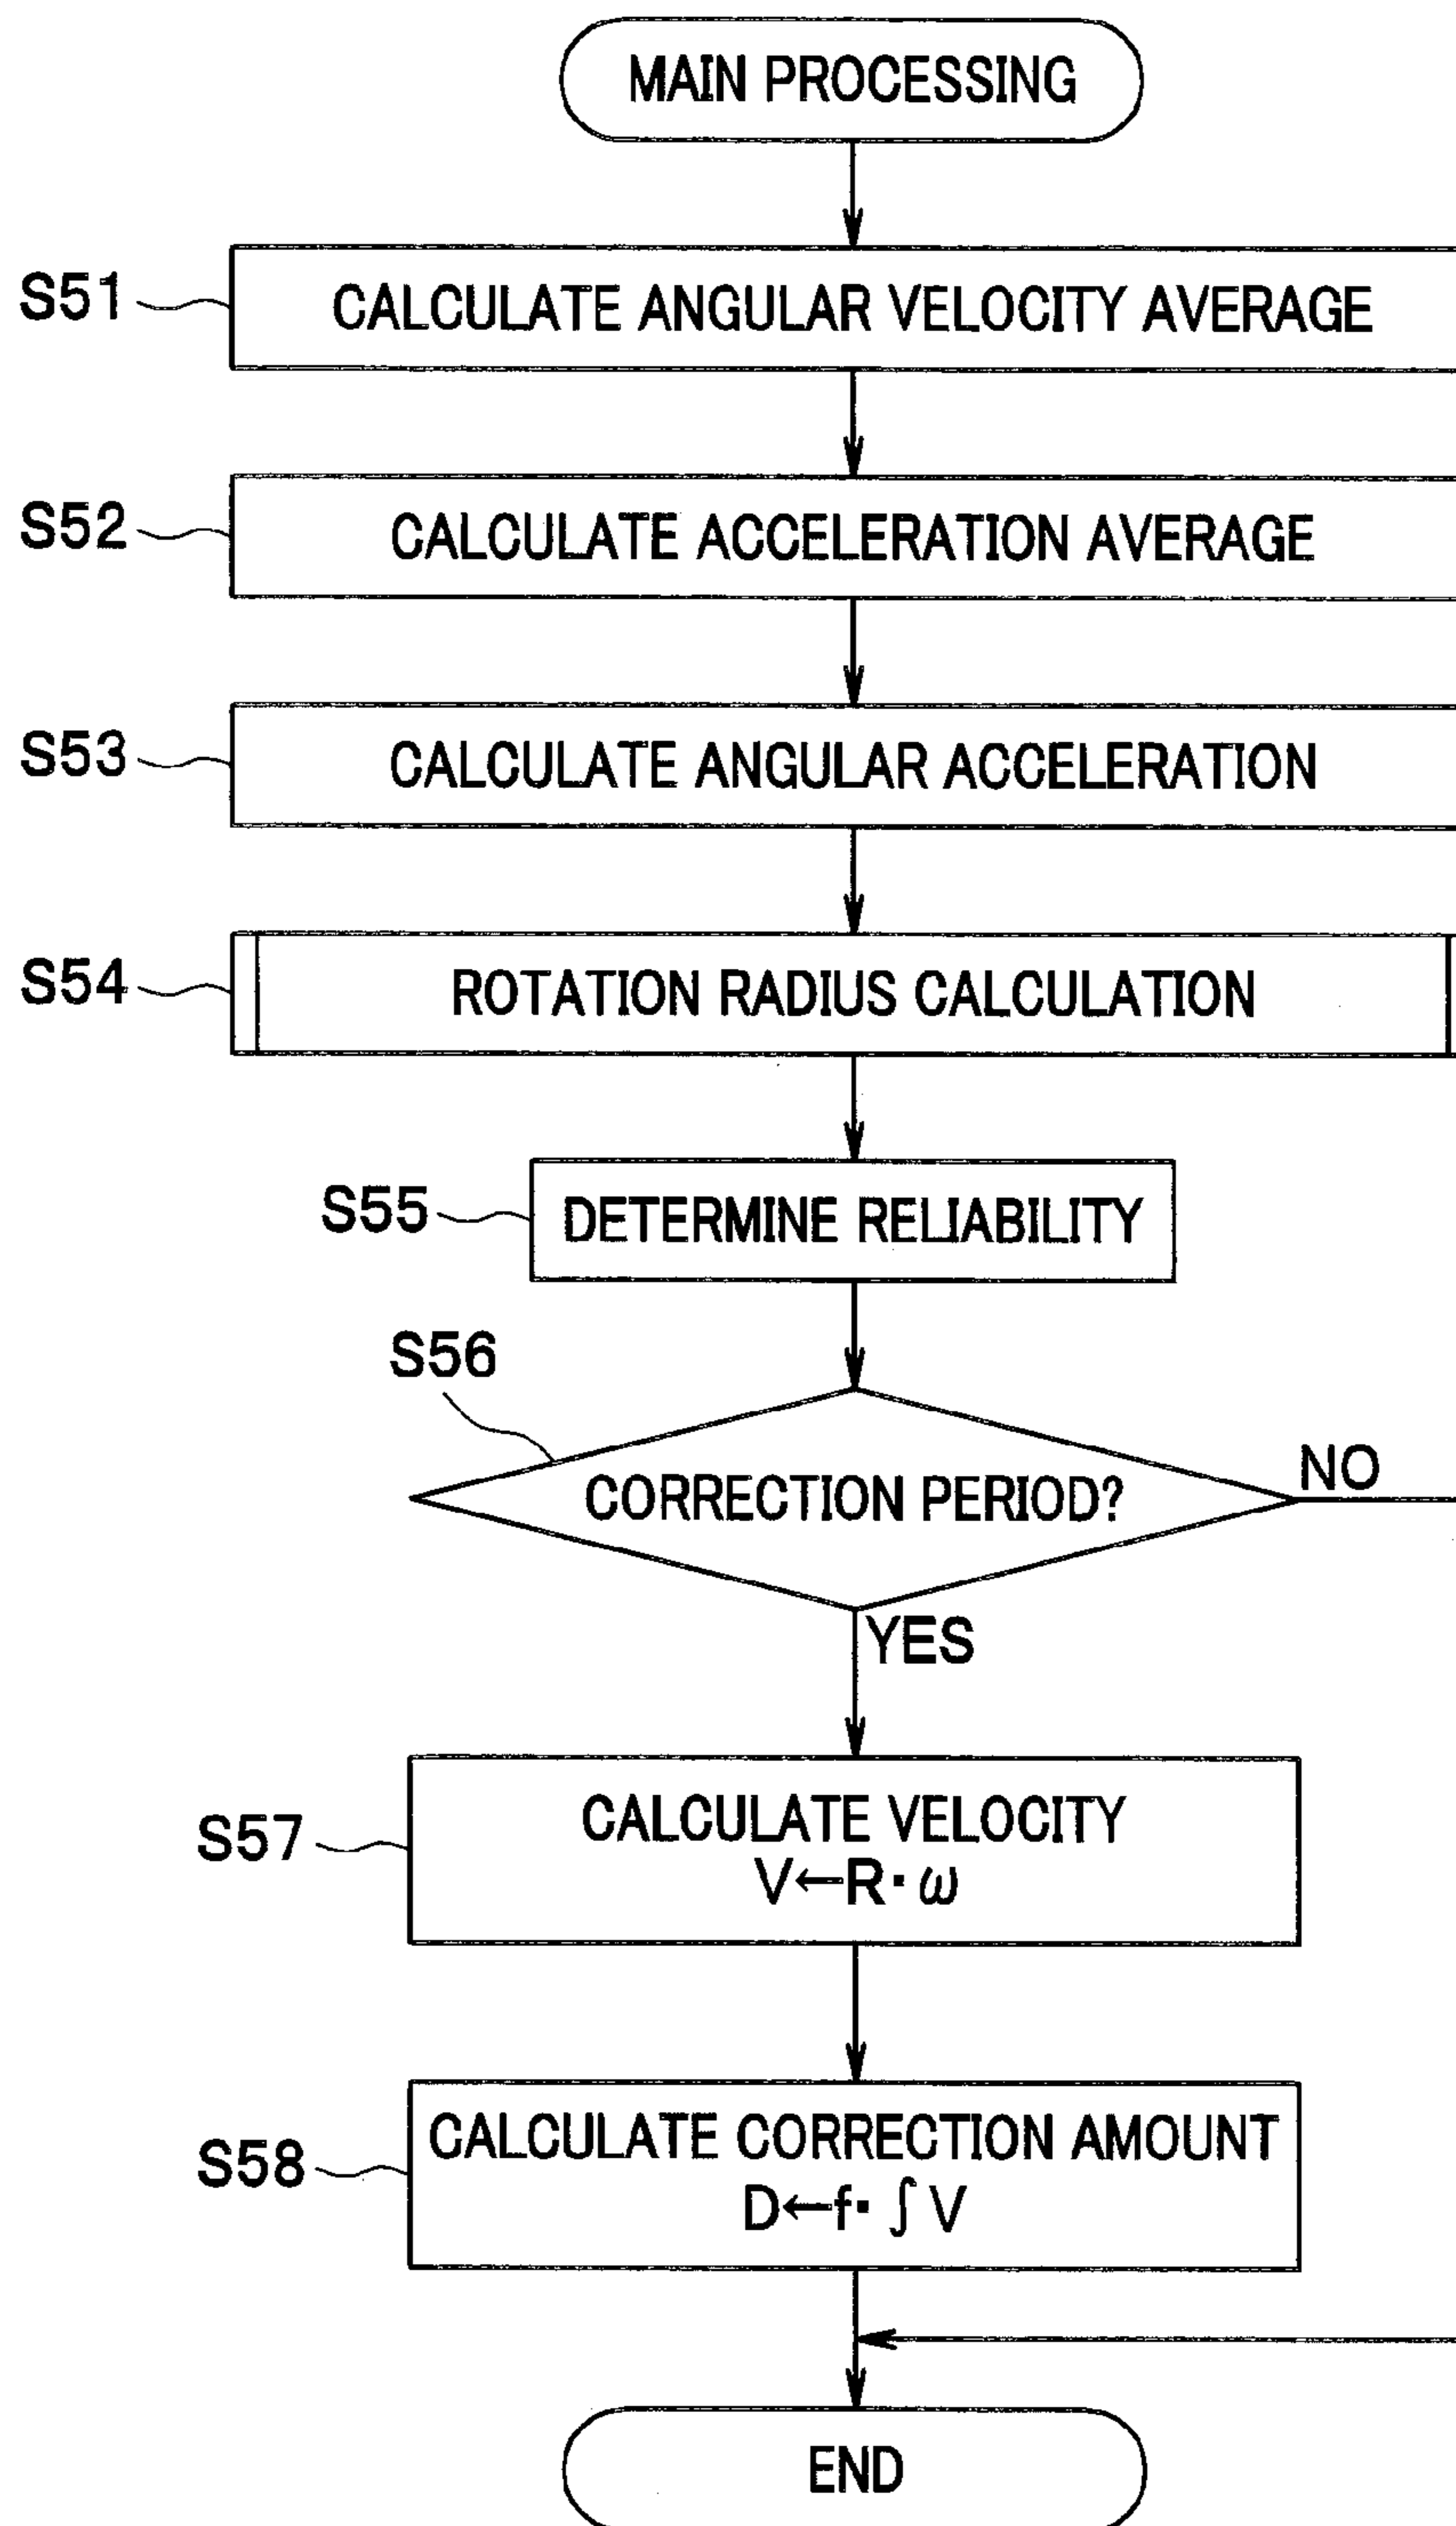 MAIN PROCESSING
S51
CALCULATE ANGULAR VELOCITY AVERAGE
S52
CALCULATE ACCELERATION AVERAGE
S53
CALCULATE ANGULAR ACCELERATION
S54
ROTATION RADIUS CALCULATION
S55
DETERMINE RELIABILITY
S56
CORRECTION PERIOD?
NO
YES
S57
CALCULATE VELOCITY
V←R・ω
S58
CALCULATE CORRECTION AMOUNT
D←f・∫V
END